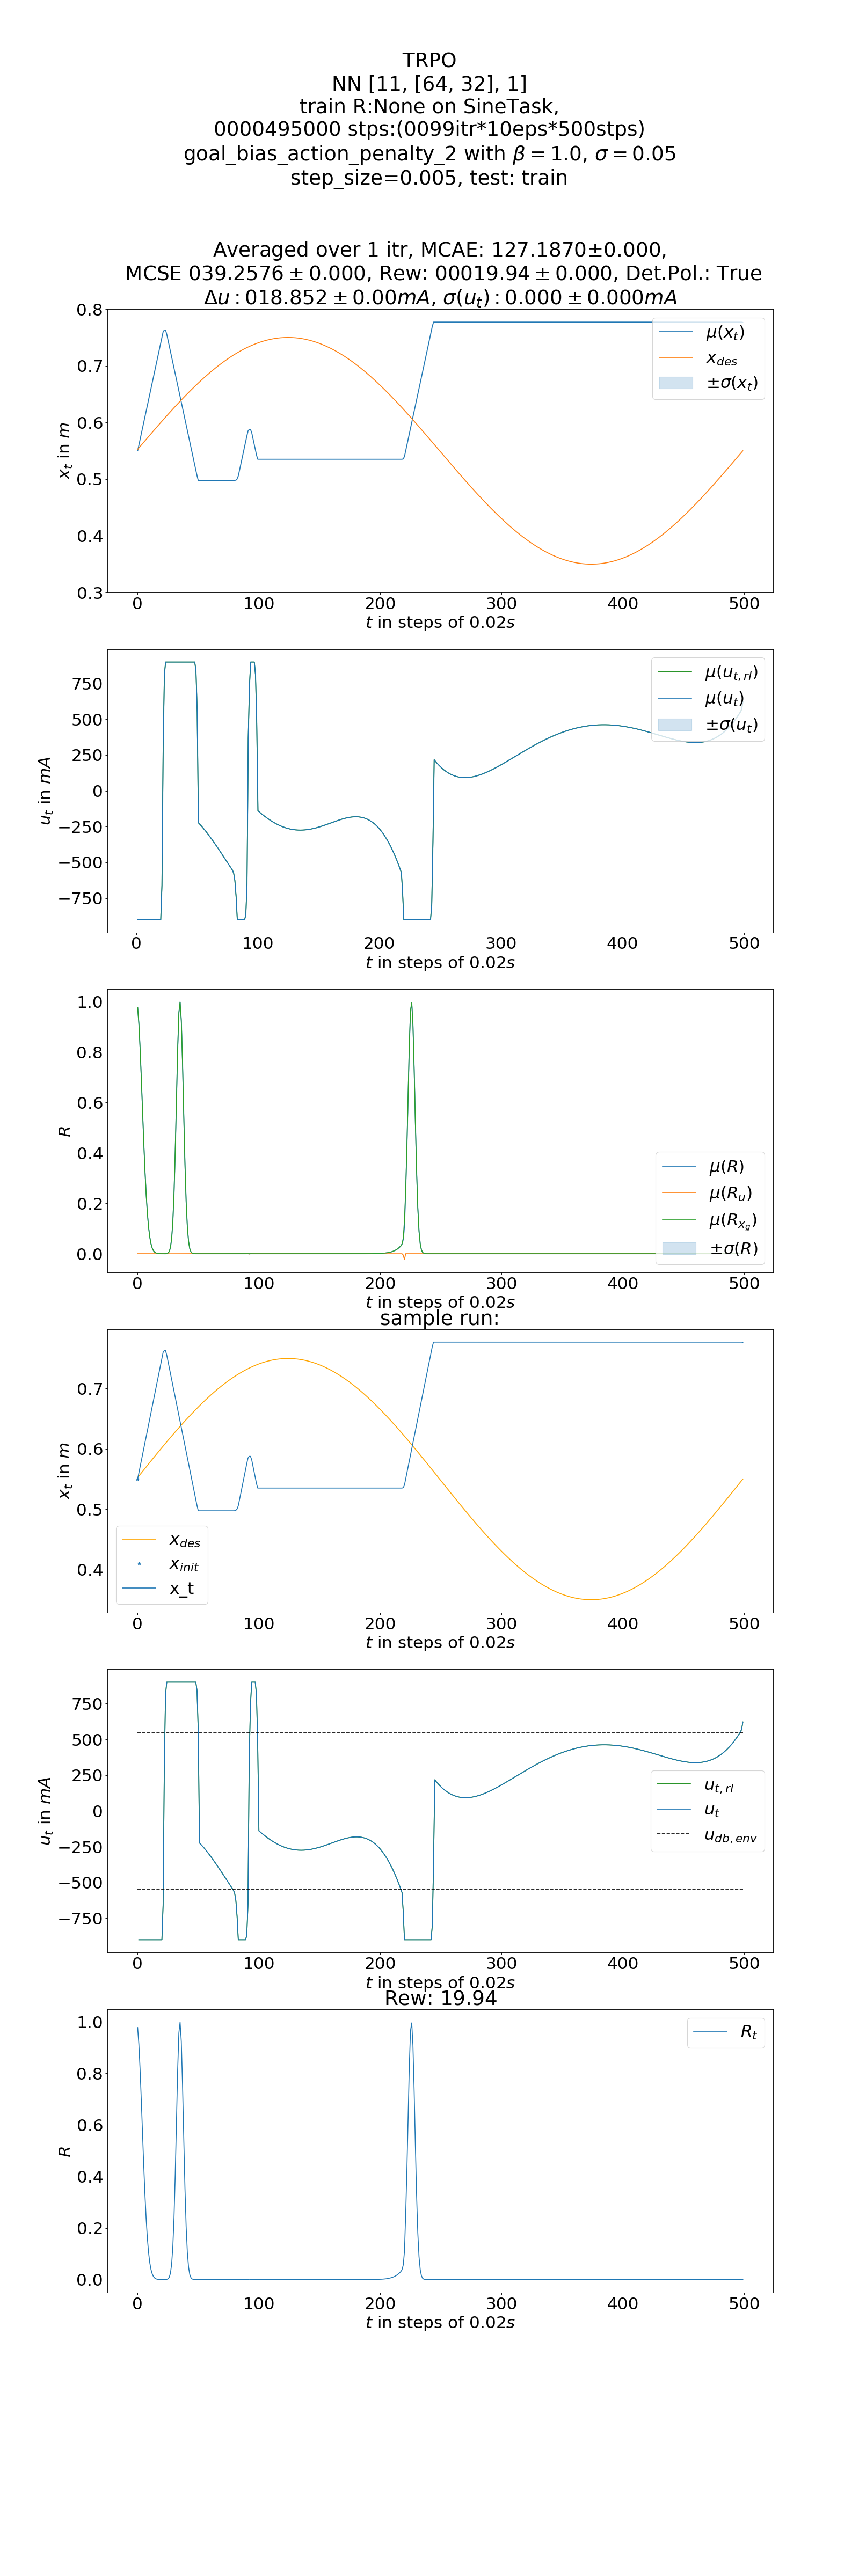 TRPO
NN [11, [64, 32], 1]
train R:None on SineTask,
0000495000 stps:(0099itr*10eps*500stps)
goal_bias_action_penalty_2 with β = 1.0, σ = 0.05
step_size=0.005, test: train
Averaged over 1 itr, MCAE: 127.1870±0.000,
MCSE 039.2576 ± 0.000, Rew: 00019.94 ± 0.000, Det.Pol.: True
Δu : 018.852 ± 0.00mA, σ(u_t) : 0.000 ± 0.000mA
0.8
0.7
0.6
0.5
0.4
0.3
x_t in m
μ(x_t)
x_des
±σ(x_t)
0 100 200 300 400 500
t in steps of 0.02s
750
500
250
0
−250
−500
−750
u_t in mA
μ(u_{t,rl})
μ(u_t)
±σ(u_t)
0 100 200 300 400 500
t in steps of 0.02s
1.0
0.8
0.6
0.4
0.2
0.0
R
μ(R)
μ(R_u)
μ(R_{x_g})
±σ(R)
0 100 200 300 400 500
t in steps of 0.02s
sample run:
0.7
0.6
0.5
0.4
x_t in m
x_des
x_init
x_t
0 100 200 300 400 500
t in steps of 0.02s
750
500
250
0
−250
−500
−750
u_t in mA
u_{t,rl}
u_t
u_{db,env}
0 100 200 300 400 500
t in steps of 0.02s
Rew: 19.94
1.0
0.8
0.6
0.4
0.2
0.0
R
R_t
0 100 200 300 400 500
t in steps of 0.02s